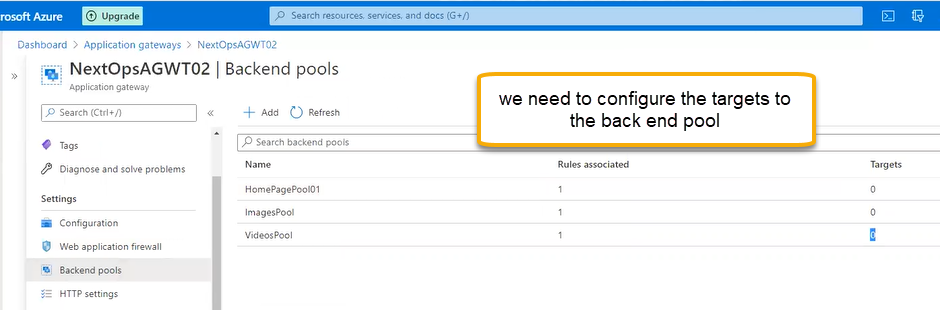 rosoft Azure
Upgrade
Search resources, services, and docs (G+/)
Dashboard > Application gateways > NextOpsAGWT02
»
NextOpsAGWT02 | Backend pools
Application gateway
we need to configure the targets to
the back end pool
Search (Ctrl+/)
«
+ Add
Refresh
Search backend pools
Tags
Diagnose and solve problems
Settings
Configuration
Web application firewall
Backend pools
HTTP settings
Name Rules associated Targets
HomePagePool01 1 0
ImagesPool 1 0
VideosPool 1 0